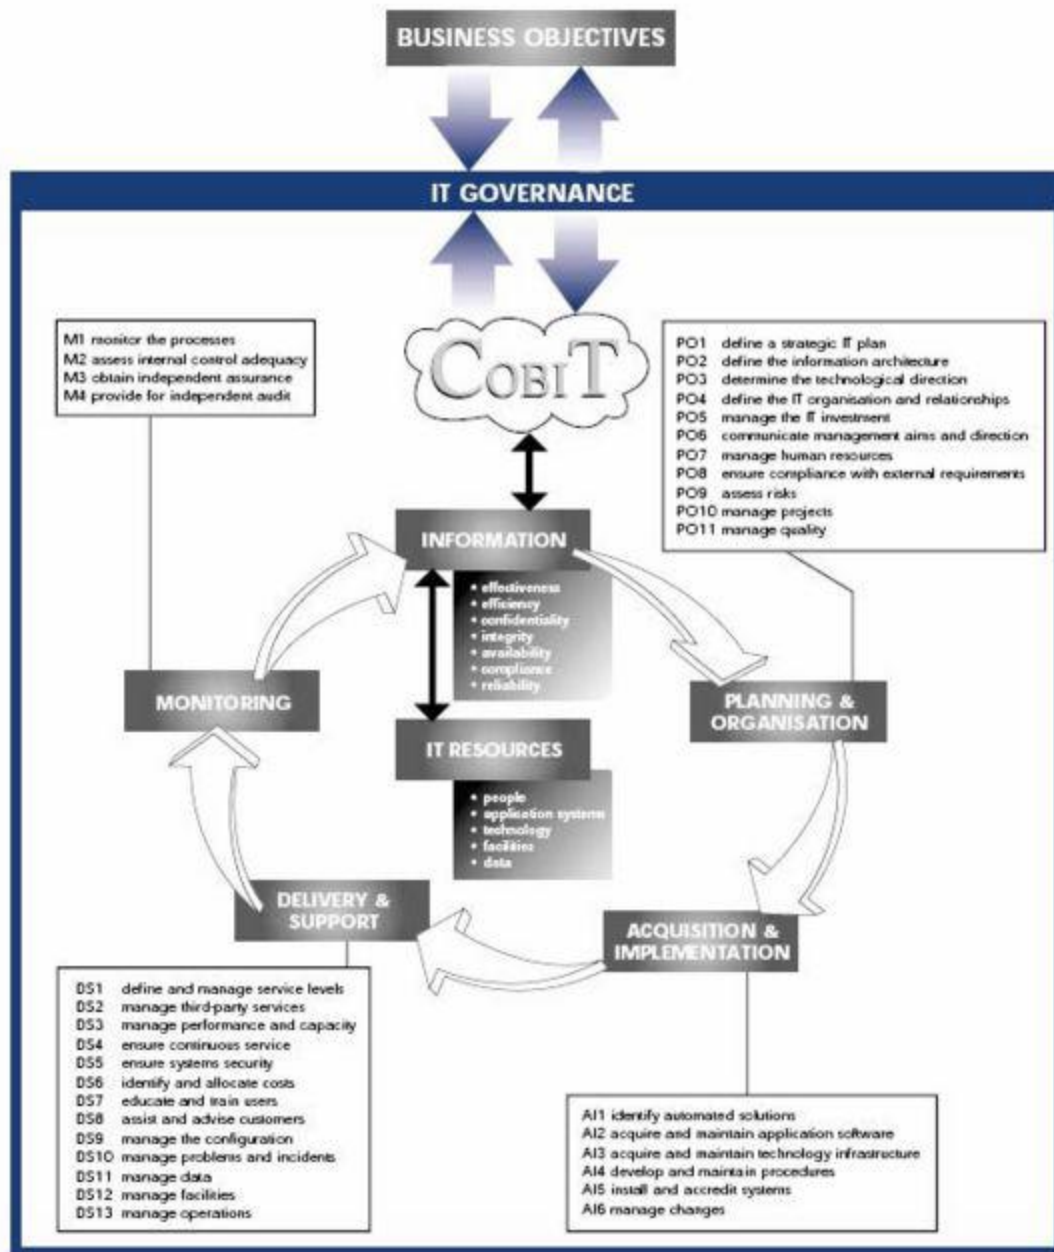 BUSINESS OBJECTIVES
IT GOVERNANCE
COBIT
M1 monitor the processes
M2 assess internal control adequacy
M3 obtain independent assurance
M4 provide for independent audit
PO1 define a strategic IT plan
PO2 define the information architecture
PO3 determine the technological direction
PO4 define the IT organisation and relationships
PO5 manage the IT investment
PO6 communicate management aims and direction
PO7 manage human resources
PO8 ensure compliance with external requirements
PO9 assess risks
PO10 manage projects
PO11 manage quality
INFORMATION
• effectiveness
• efficiency
• confidentiality
• integrity
• availability
• compliance
• reliability
MONITORING
PLANNING &
ORGANISATION
IT RESOURCES
• people
• application systems
• technology
• facilities
• data
DELIVERY &
SUPPORT
ACQUISITION &
IMPLEMENTATION
DS1 define and manage service levels
DS2 manage third-party services
DS3 manage performance and capacity
DS4 ensure continuous service
DS5 ensure systems security
DS6 identify and allocate costs
DS7 educate and train users
DS8 assist and advise customers
DS9 manage the configuration
DS10 manage problems and incidents
DS11 manage data
DS12 manage facilities
DS13 manage operations
AI1 identify automated solutions
AI2 acquire and maintain application software
AI3 acquire and maintain technology infrastructure
AI4 develop and maintain procedures
AI5 install and accredit systems
AI6 manage changes